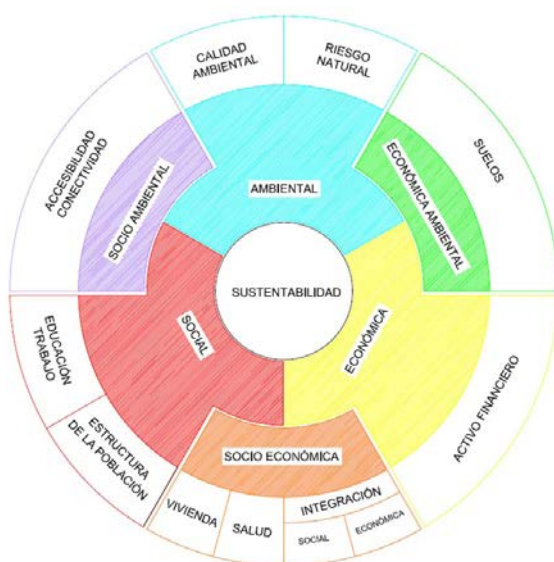 CALIDAD
AMBIENTAL
RIESGO
NATURAL
ACCESIBILIDAD
CONECTIVIDAD
SUELOS
SOCIO AMBIENTAL
AMBIENTAL
ECONÓMICA AMBIENTAL
SUSTENTABILIDAD
SOCIAL
ECONÓMICA
EDUCACIÓN
TRABAJO
ESTRUCTURA
DE LA POBLACIÓN
SOCIO ECONÓMICA
ACTIVO FINANCIERO
VIVIENDA
SALUD
INTEGRACIÓN
SOCIAL
ECONÓMICA